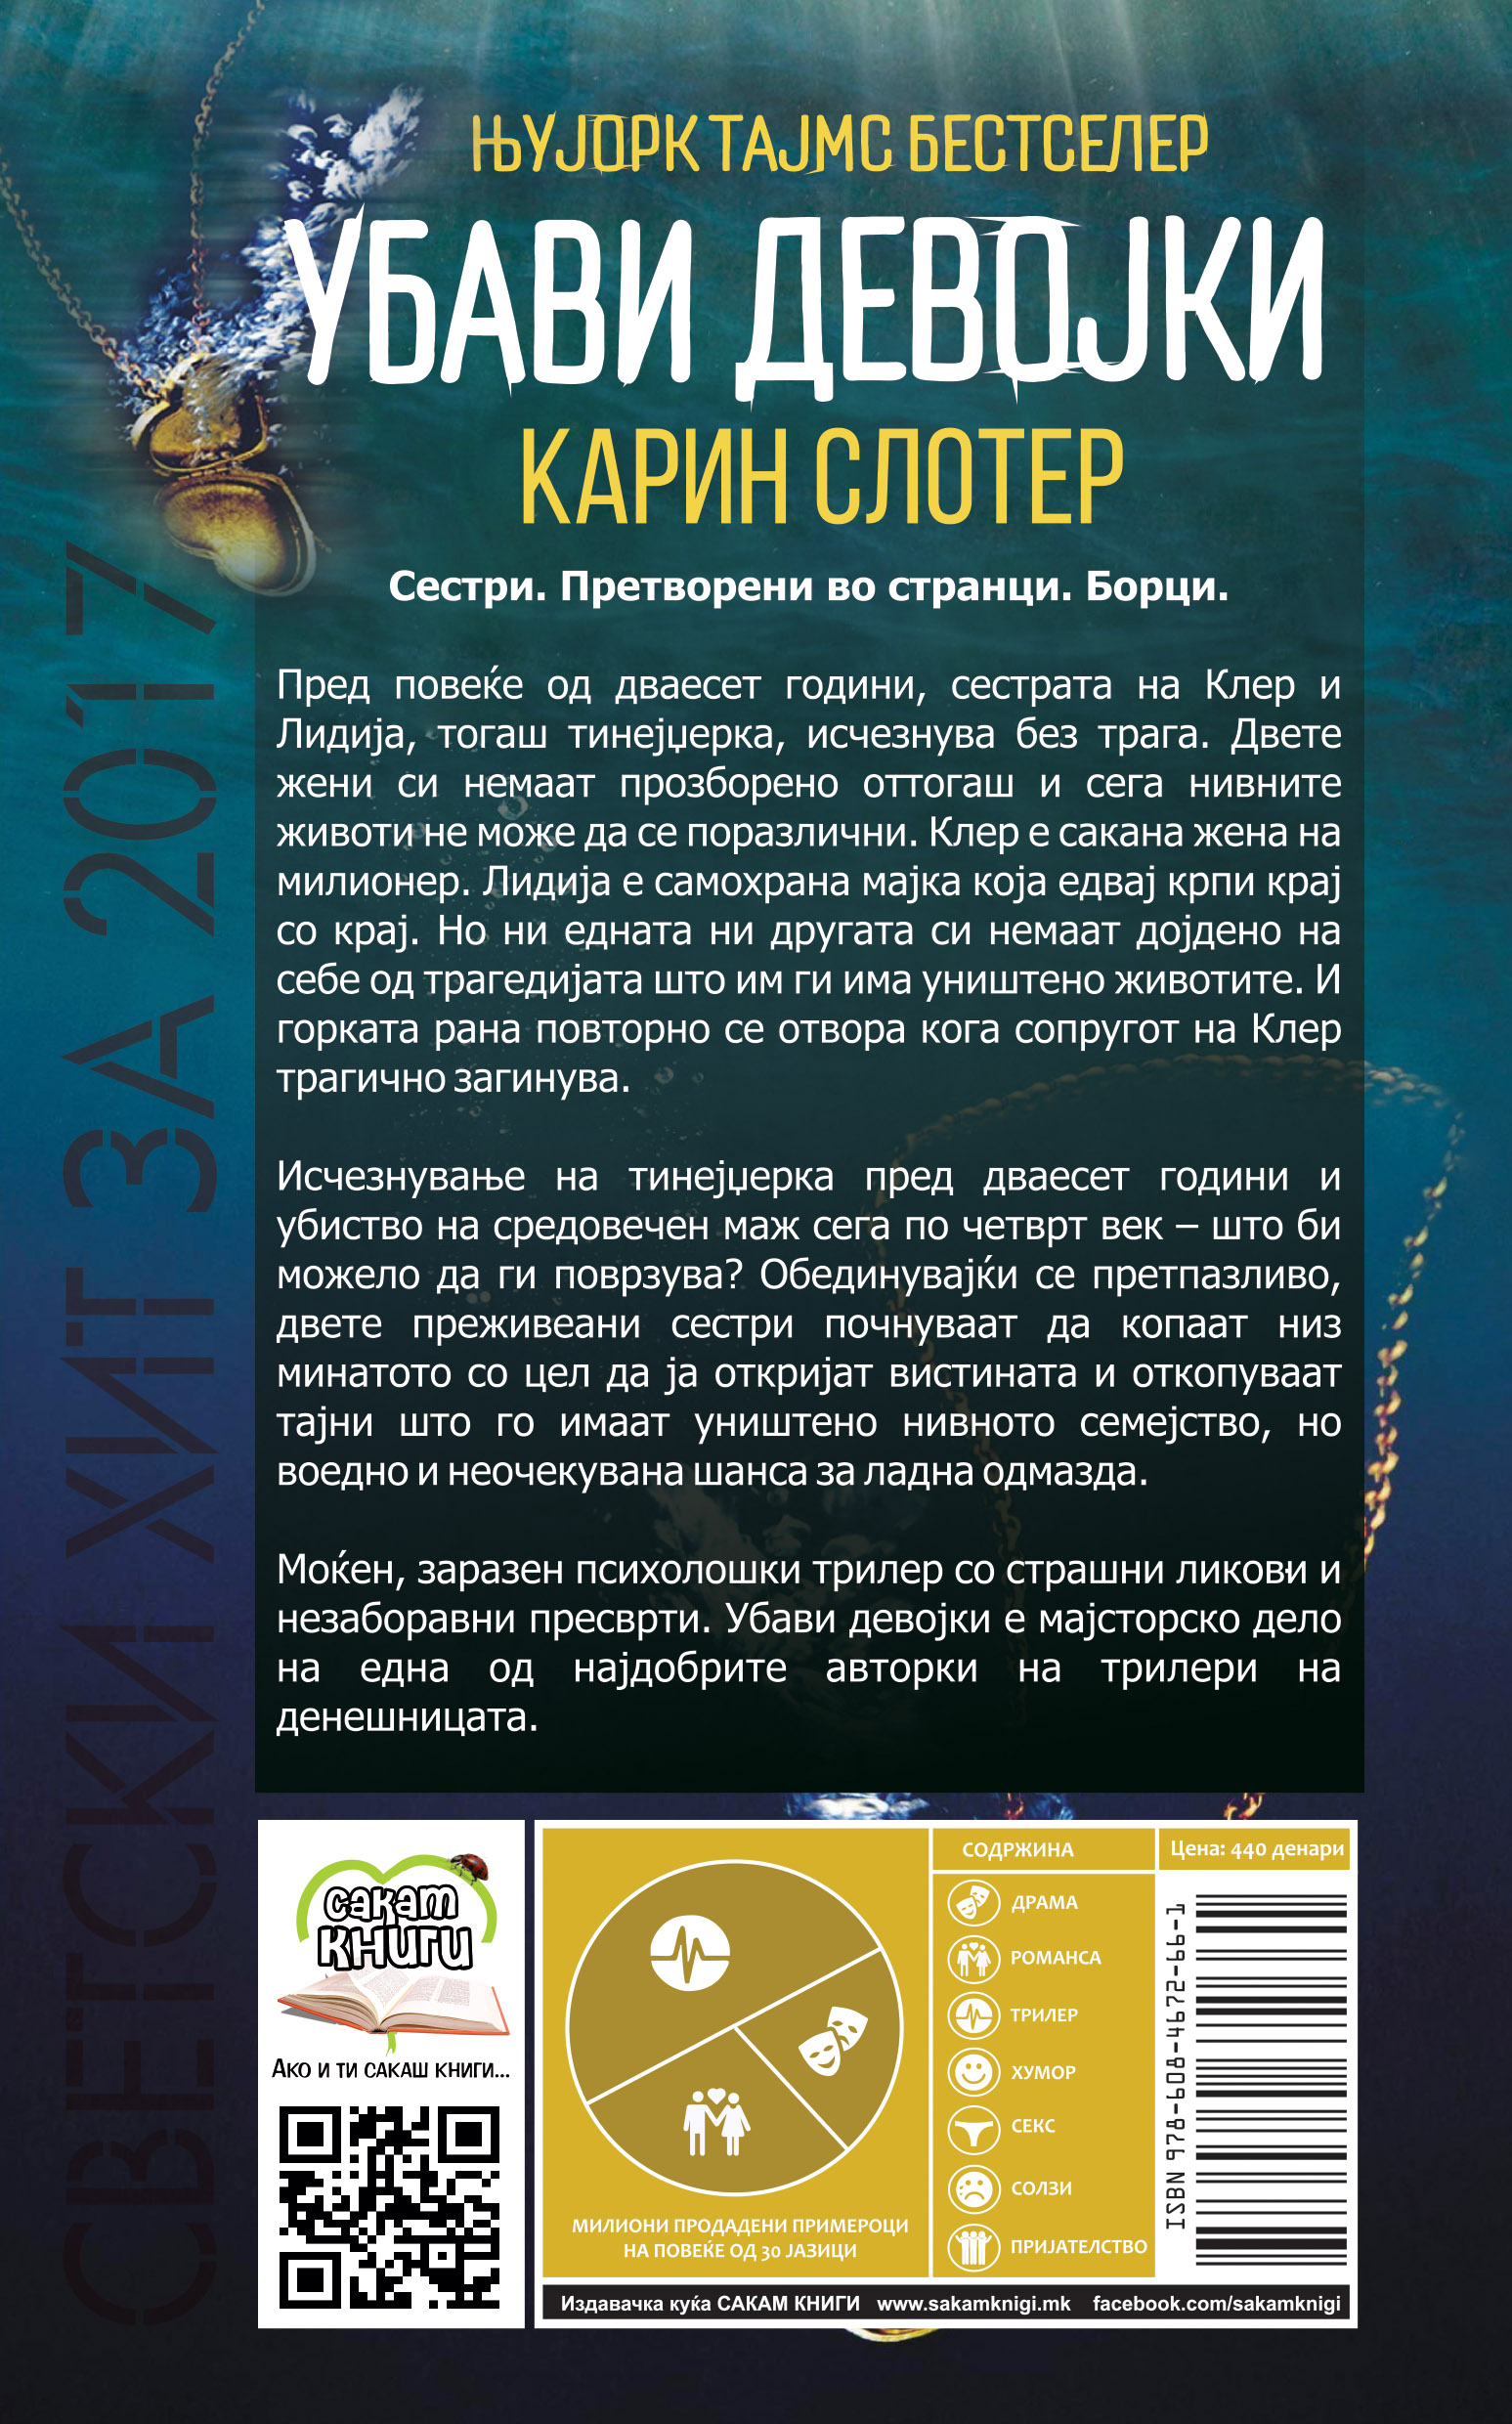 ЊУЈОРК ТАЈМС БЕСТСЕЛЕР
УБАВИ ДЕВОЈКИ
КАРИН СЛОТЕР
Сестри. Претворени во странци. Борци.
Пред повеќе од дваесет години, сестрата на Клер и
Лидија, тогаш тинејџерка, исчезнува без трага. Двете
жени си немаат прозборено оттогаш и сега нивните
животи не може да се поразлични. Клер е сакана жена на
милионер. Лидија е самохрана мајка која едвај крпи крај
со крај. Но ни едната ни другата си немаат дојдено на
себе од трагедијата што им ги има уништено животите. И
горката рана повторно се отвора кога сопругот на Клер
трагично загинува.
Исчезнување на тинејџерка пред дваесет години и
убиство на средовечен маж сега по четврт век – што би
можело да ги поврзува? Обединувајќи се претпазливо,
двете преживеани сестри почнуваат да копаат низ
минатото со цел да ја откријат вистината и откопуваат
тајни што го имаат уништено нивното семејство, но
воедно и неочекувана шанса за ладна одмазда.
Моќен, заразен психолошки трилер со страшни ликови и
незаборавни пресврти. Убави девојки е мајсторско дело
на една од најдобрите авторки на трилери на
денешницата.
СВЕТСКИ ХИТ ЗА 2017
сакам
книги
Ако и ти сакаш книги...
МИЛИОНИ ПРОДАДЕНИ ПРИМЕРОЦИ
НА ПОВЕЌЕ ОД 30 ЈАЗИЦИ
СОДРЖИНА
ДРАМА
РОМАНСА
ТРИЛЕР
ХУМОР
СЕКС
СОЛЗИ
ПРИЈАТЕЛСТВО
Цена: 440 денари
ISBN 978-608-4672-66-1
Издавачка куќа САКАМ КНИГИ www.sakamknigi.mk facebook.com/sakamknigi